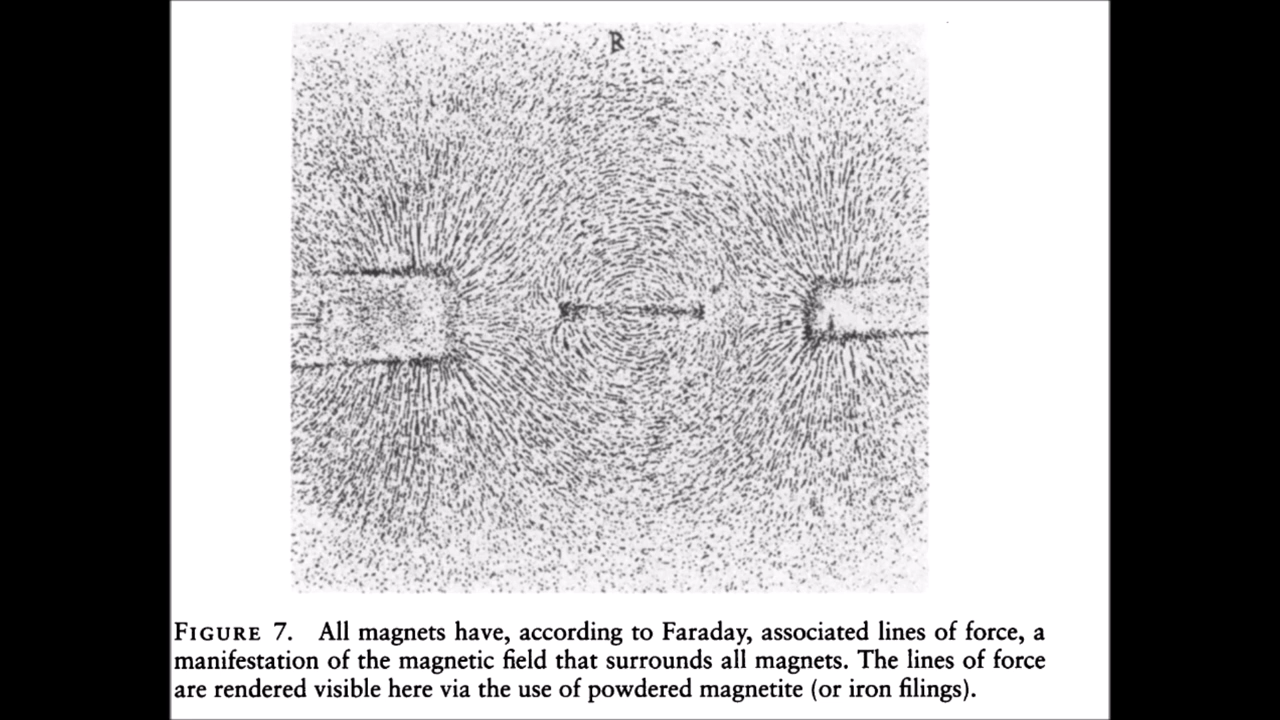 R
FIGURE 7. All magnets have, according to Faraday, associated lines of force, a
manifestation of the magnetic field that surrounds all magnets. The lines of force
are rendered visible here via the use of powdered magnetite (or iron filings).